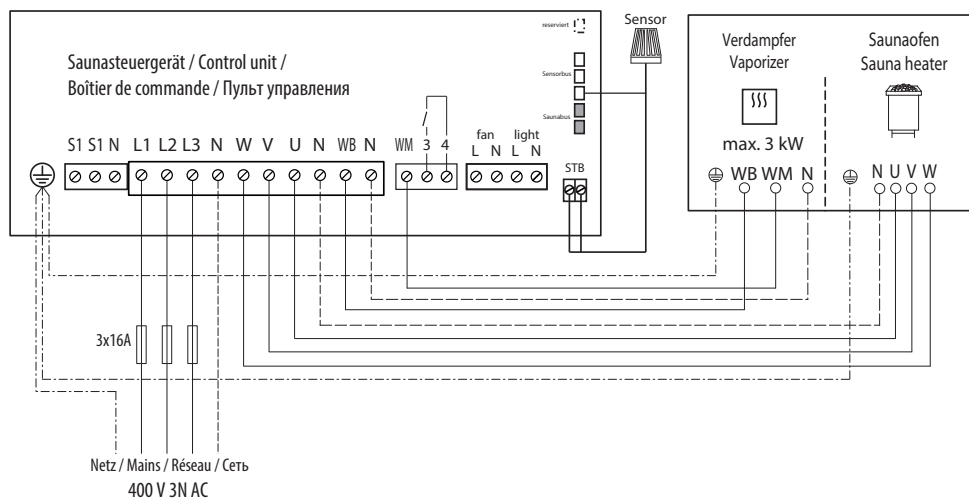 reserviert
Sensor
Saunasteuergerät / Control unit /
Boîtier de commande / Пульт управления
Sensorbus
Saunabus
Verdampfer
Vaporizer
max. 3 kW
Saunaofen
Sauna heater
S1 S1 N L1 L2 L3 N W V U N WB N WM 3 4
fan light
L N L N
STB
WB WM N
N U V W
3x16A
Netz / Mains / Réseau / Сеть
400 V 3N AC